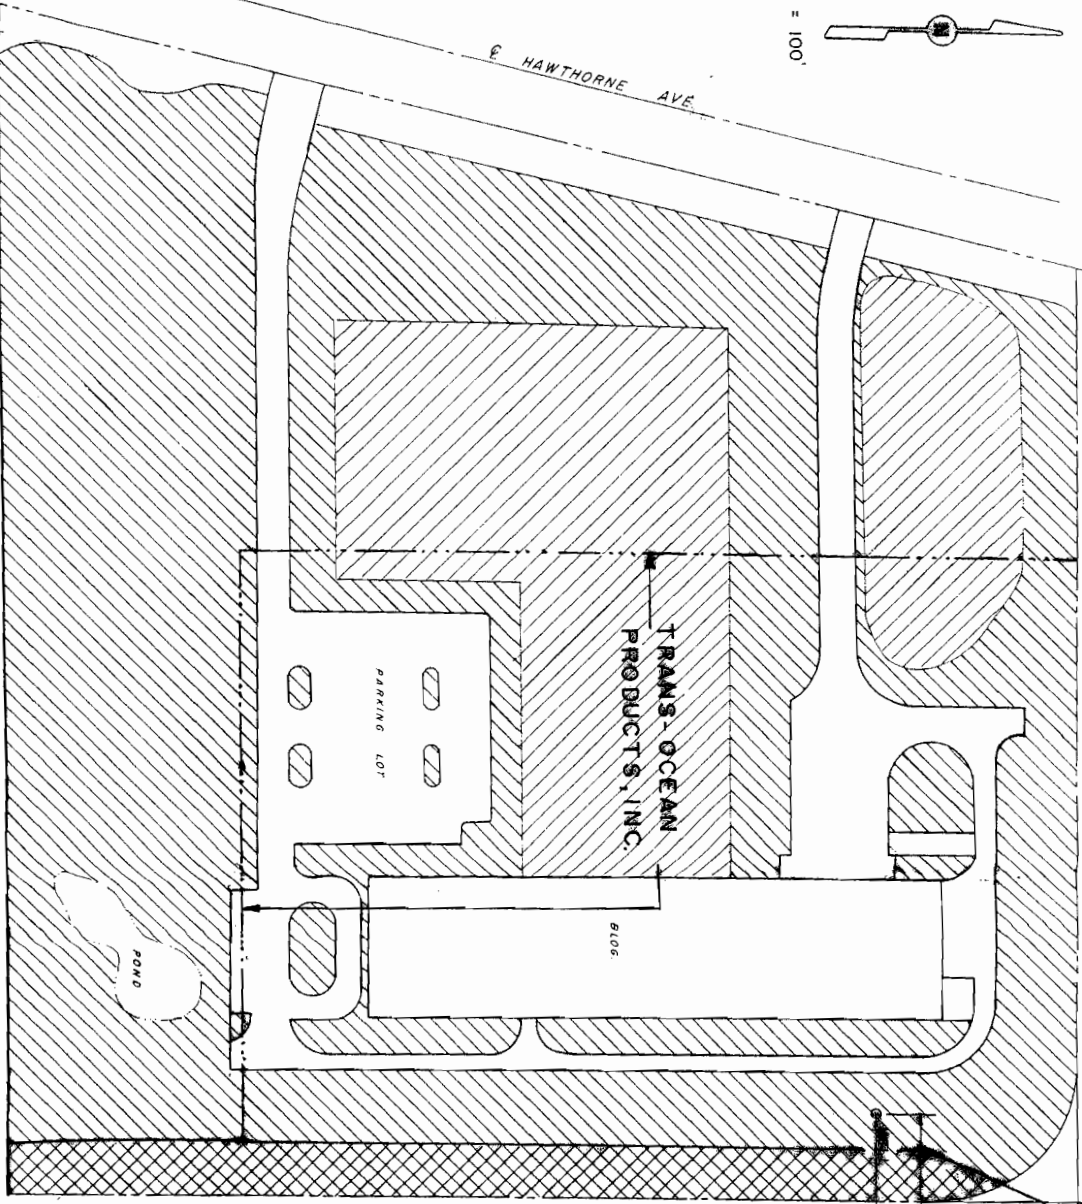 = 100'
N
℄ HAWTHORNE AVE.
TRANS-OCEAN
PRODUCTS, INC.
PARKING LOT
BLDG.
POND